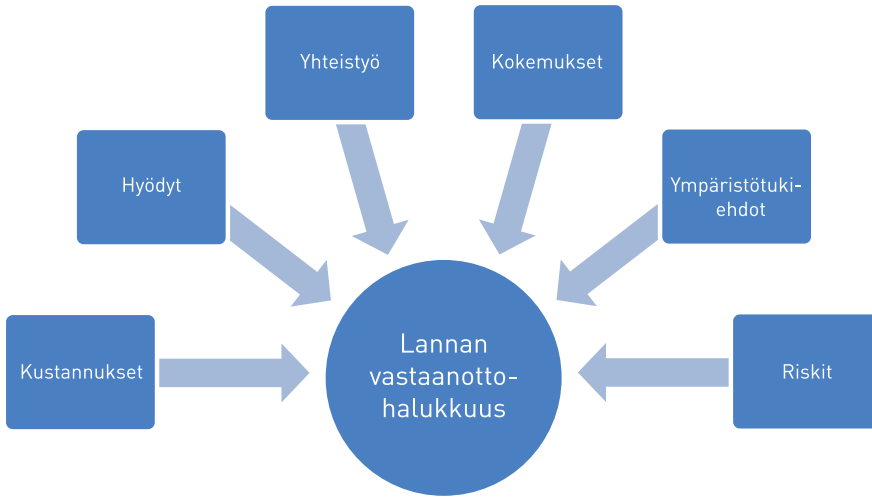 Yhteistyö
Kokemukset
Hyödyt
Ympäristötuki-
ehdot
Kustannukset
Lannan
vastaanotto-
halukkuus
Riskit